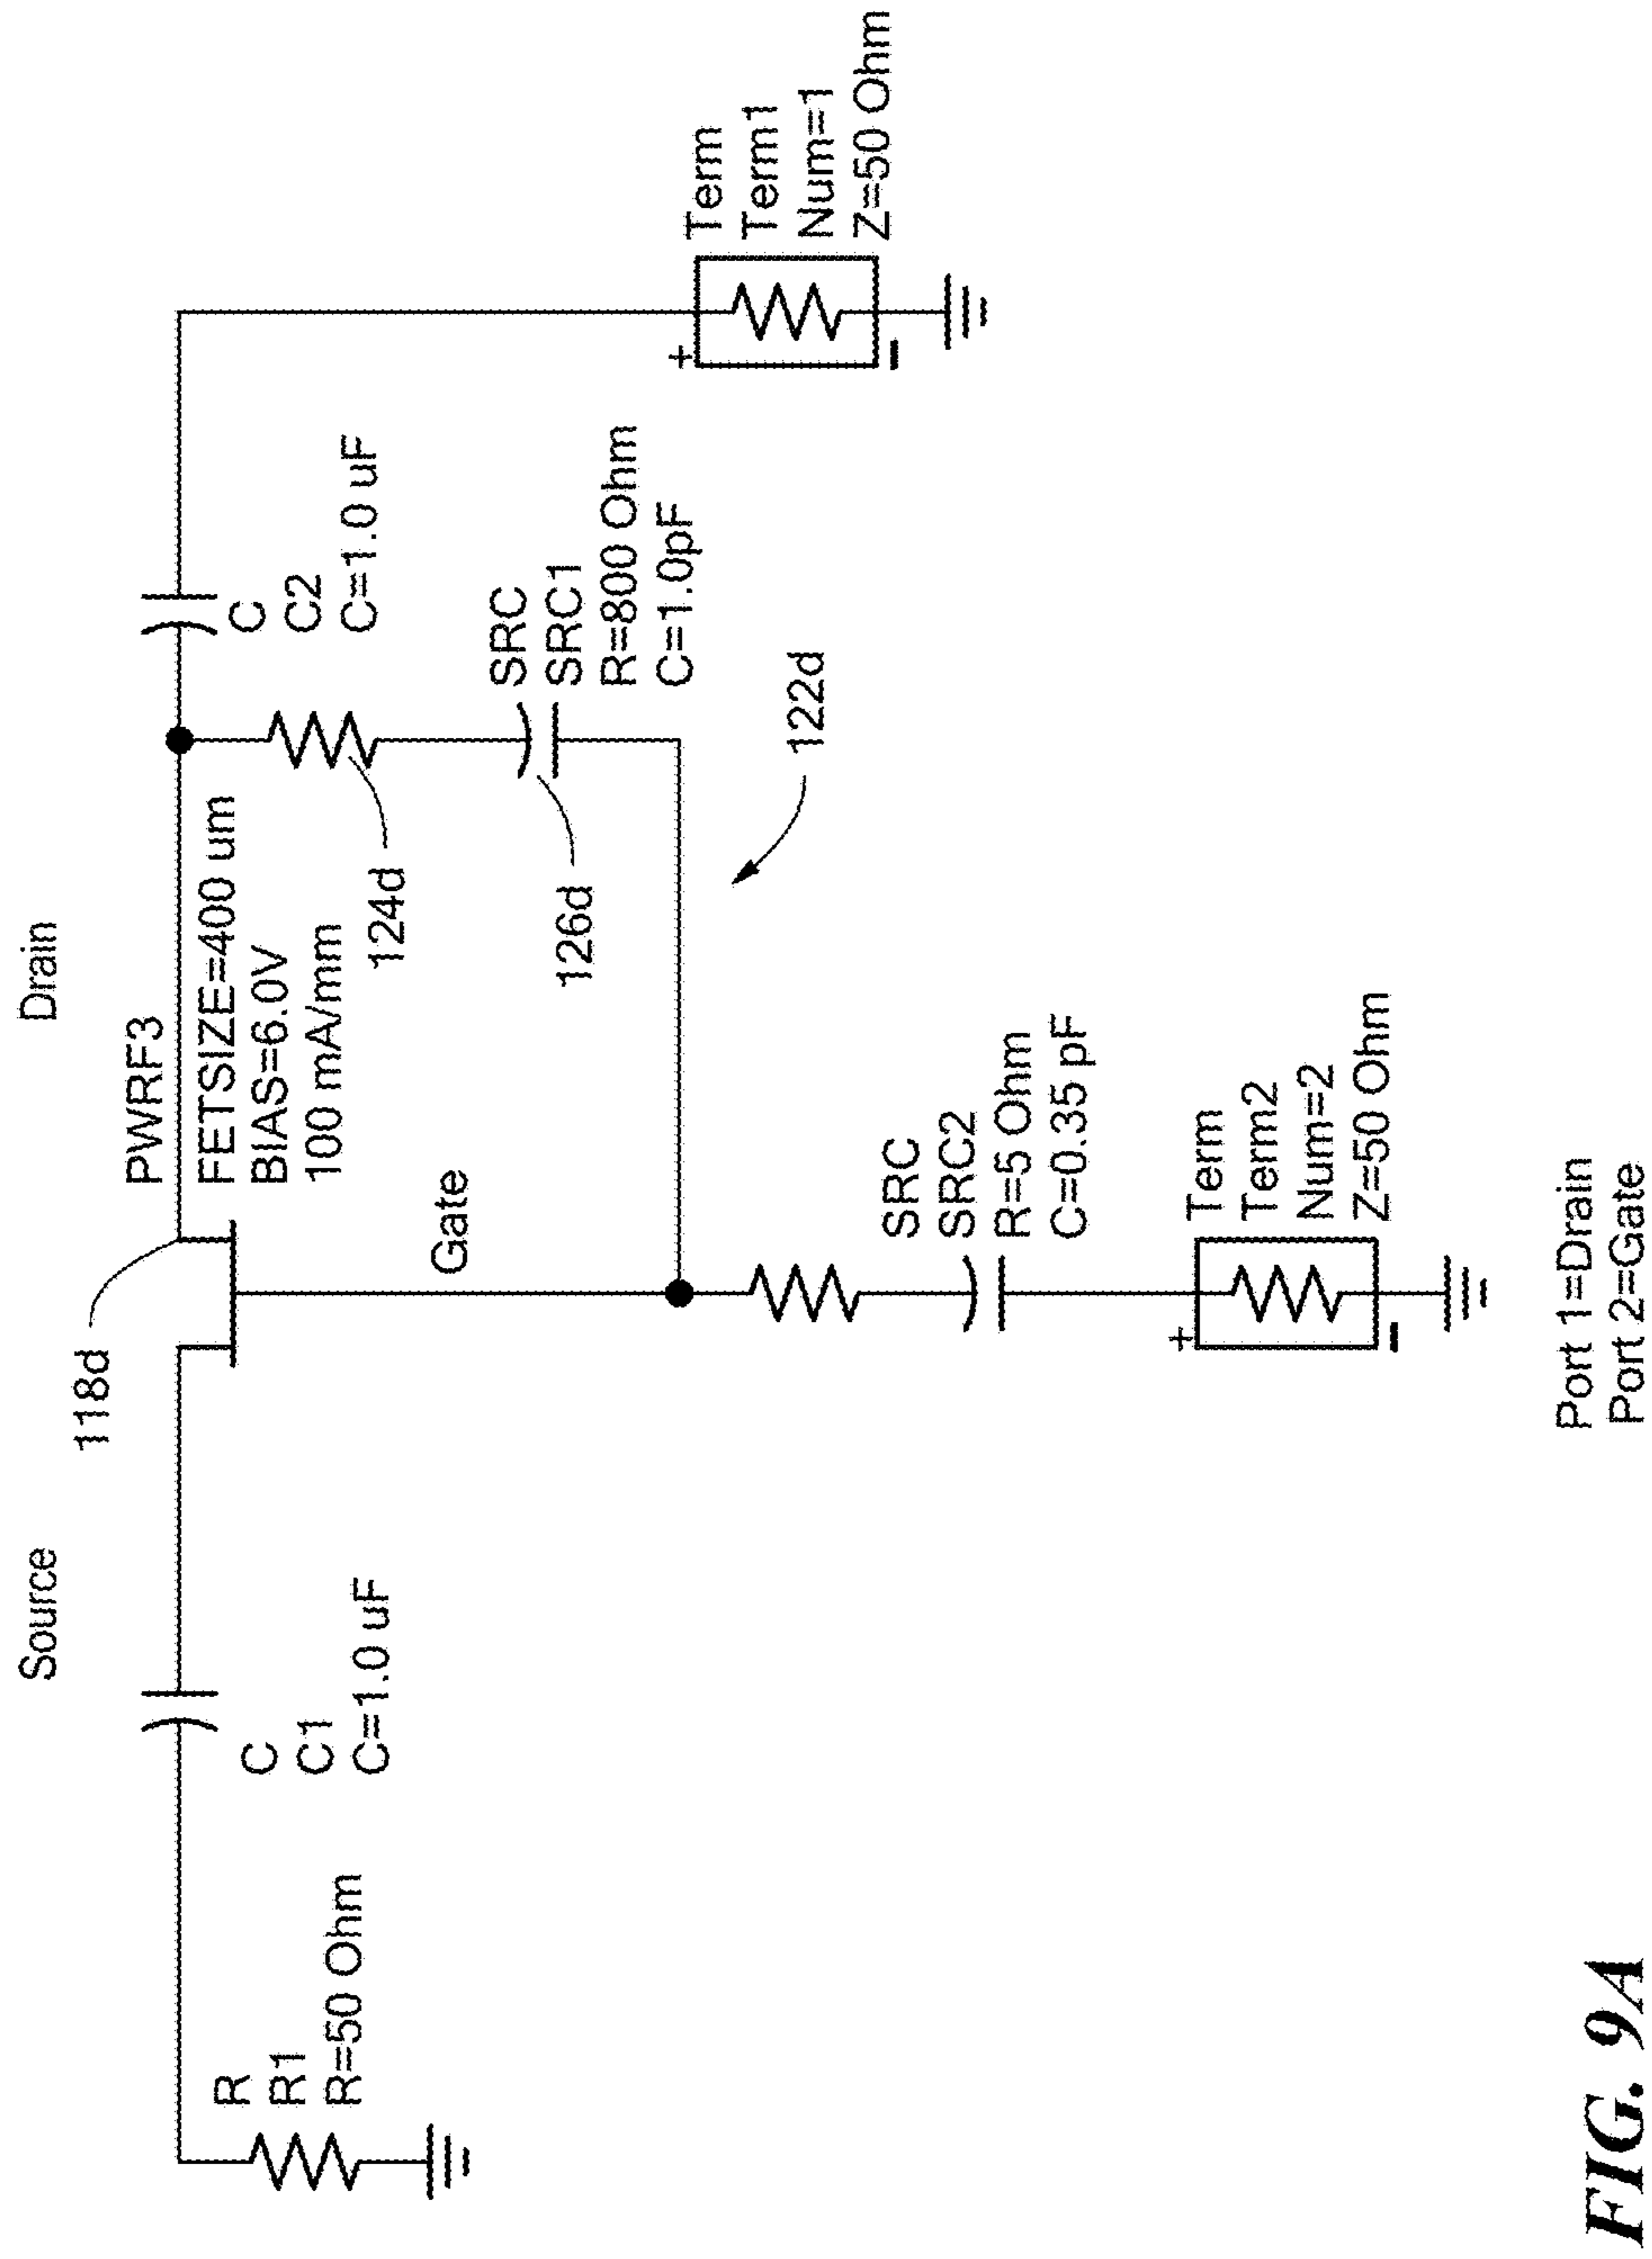 Source
Drain
118d
PWRF3
FETSIZE=400 um
BIAS=6.0V
100 mA/mm
R
R1
R=50 Ohm
C
C1
C=1.0 uF
Gate
124d
126d
C
C2
C=1.0 uF
SRC
SRC1
R=800 Ohm
C=1.0pF
122d
+
Term
Term1
Num=1
Z=50 Ohm
-
SRC
SRC2
R=5 Ohm
C=0.35 pF
+
Term
Term2
Num=2
Z=50 Ohm
-
Port 1=Drain
Port 2=Gate
FIG. 9A